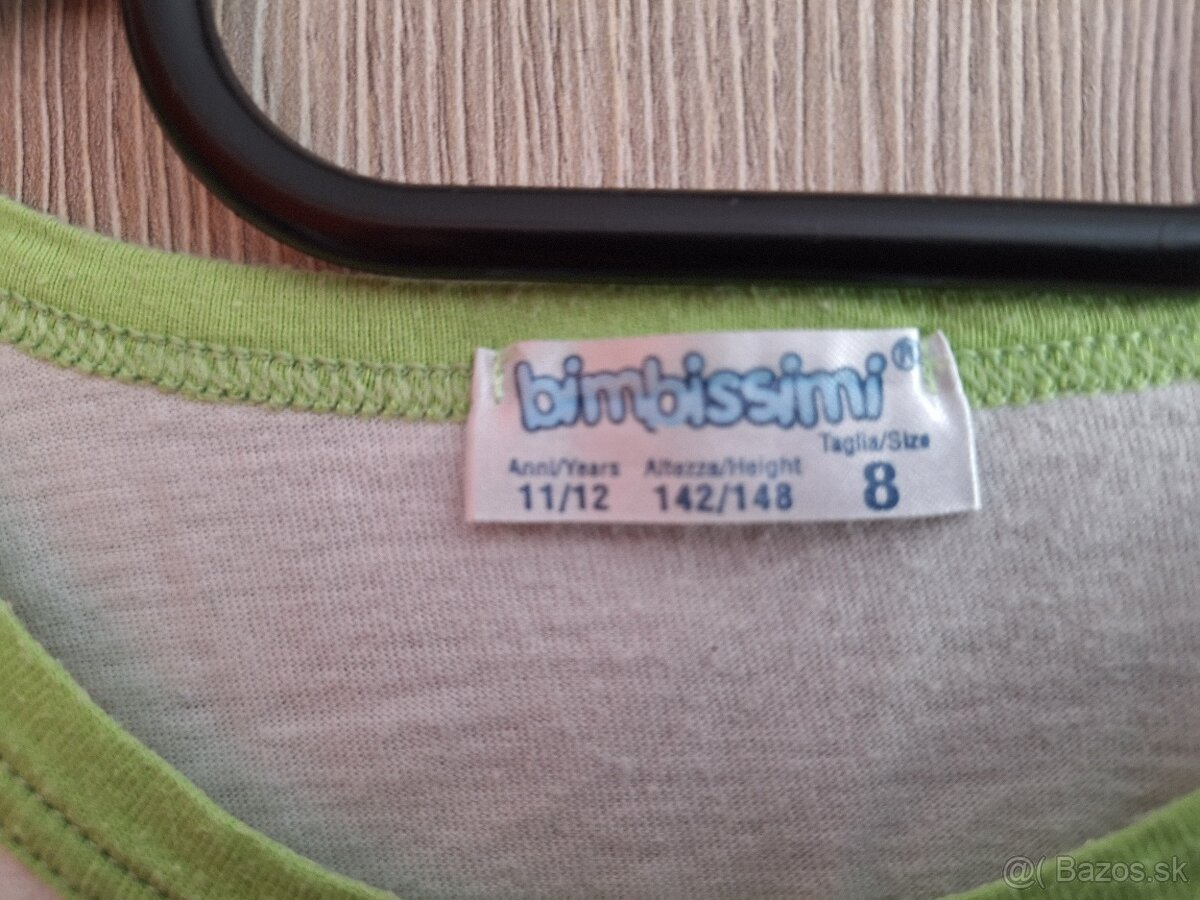 bimbissimi®
Taglia/Size
Anni/Years Altezza/Height
11/12 142/148 8
@( Bazos.sk